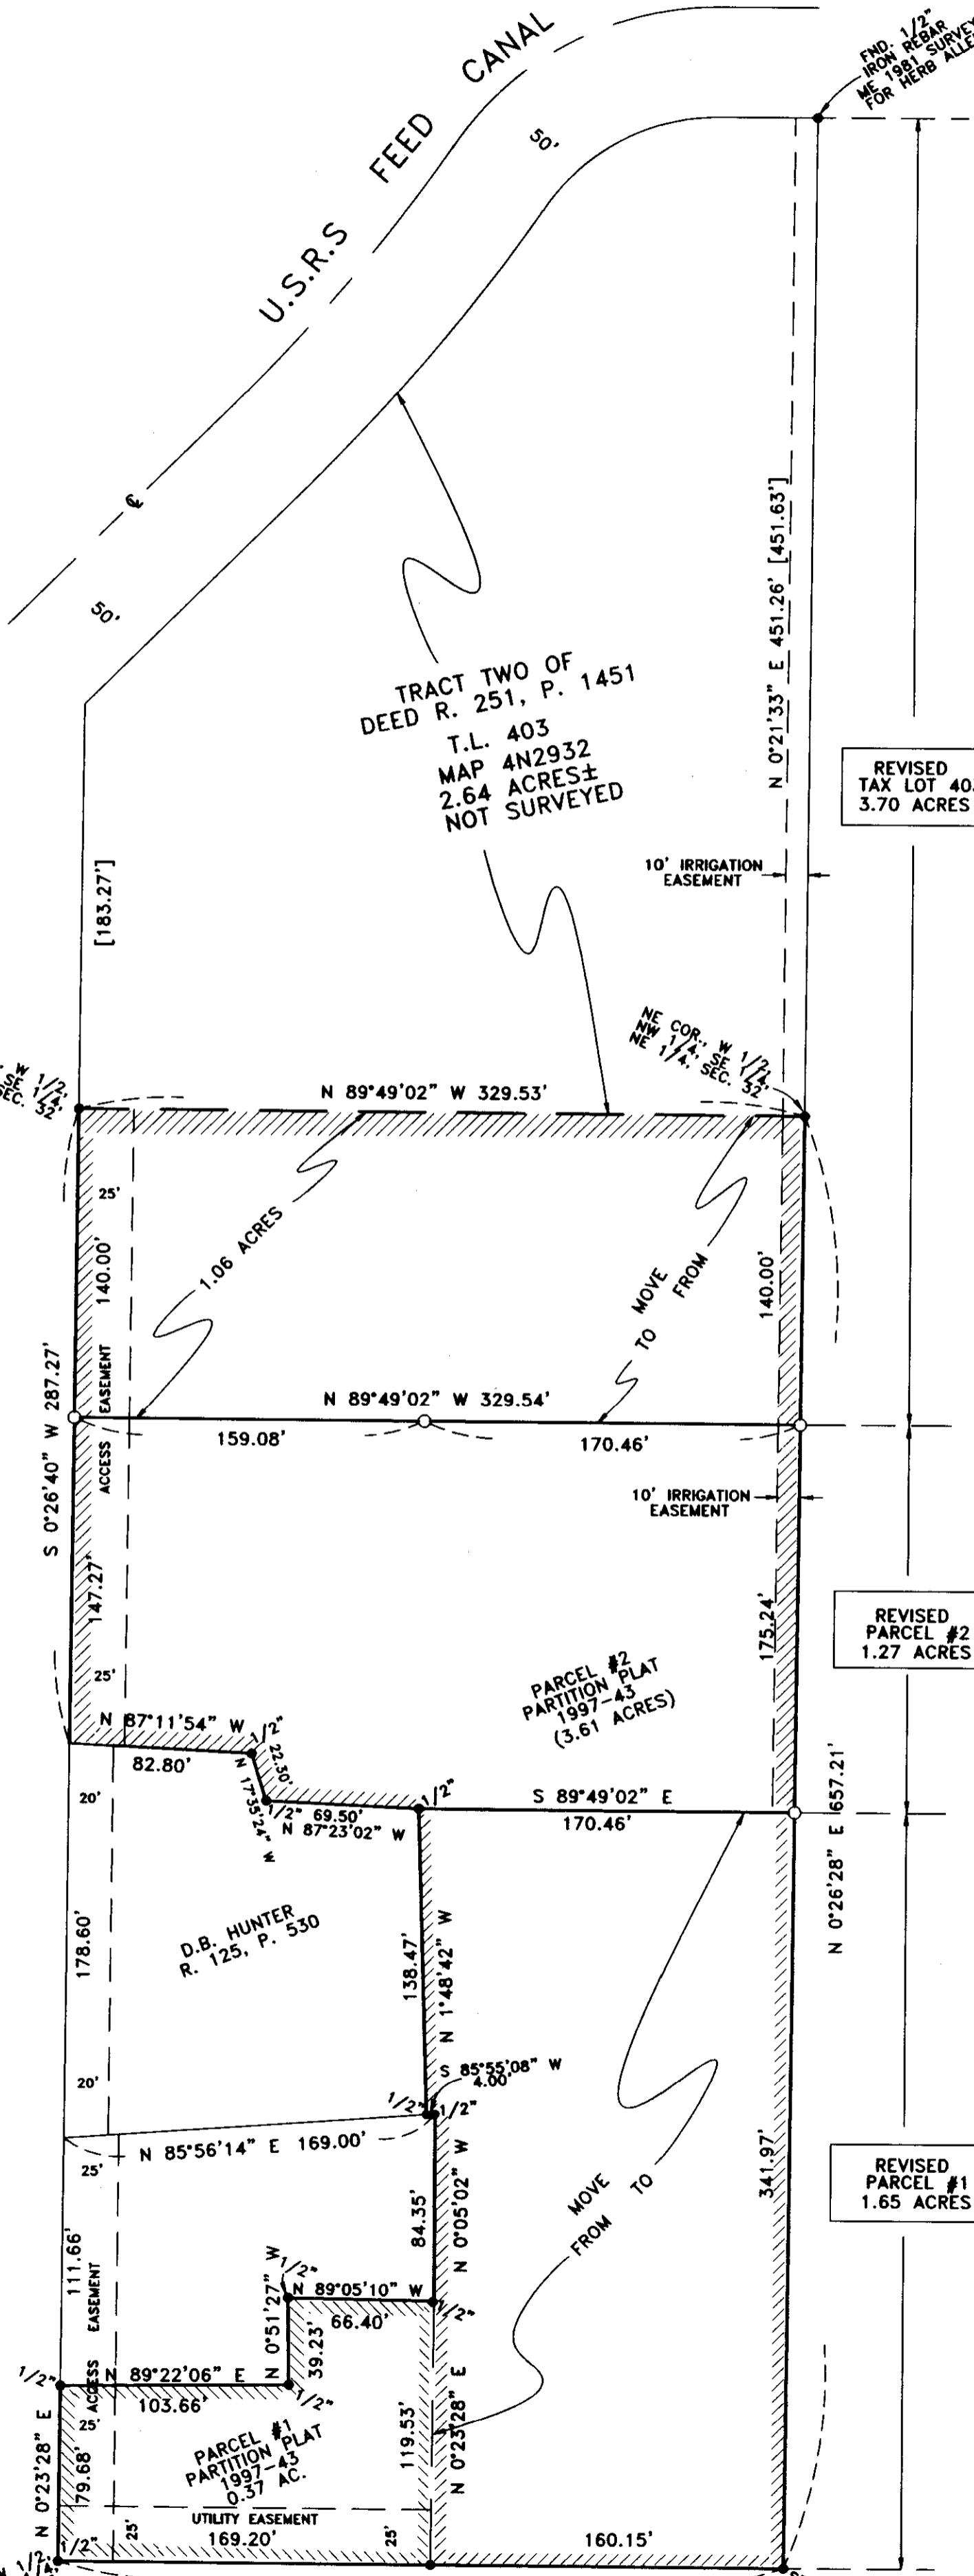 U.S.R.S FEED CANAL
FND. 1/2"
IRON REBAR
ME 1981 SURVEY
FOR HERB
50'
℄
50'
N 0°21'33" E 451.26' [451.63']
TRACT TWO OF
DEED R. 251, P. 1451
T.L. 403
MAP 4N2932
2.64 ACRES±
NOT SURVEYED
REVISED
TAX LOT
3.70 ACRES
10' IRRIGATION
EASEMENT
[183.27']
NE COR., W 1/2,
NW 1/4, SE 1/4,
NE 1/4, SEC. 32
W 1/2,
SE 1/4,
SEC. 32
N 89°49'02" W 329.53'
25'
140.00'
1.06 ACRES
MOVE
TO FROM
140.00'
S 0°26'40" W 287.27'
ACCESS EASEMENT
N 89°49'02" W 329.54'
159.08'
170.46'
10' IRRIGATION
EASEMENT
147.27'
175.24'
REVISED
PARCEL #2
1.27 ACRES
PARCEL #2
PARTITION PLAT
1997-43
(3.61 ACRES)
25'
N 87°11'54" W
1/2"
82.80'
22.30'
N 17°35'24" W
20'
1/2"
69.50'
N 87°23'02" W
1/2"
S 89°49'02" E
170.46'
N 0°26'28" E 657.21'
D.B. HUNTER
R. 125, P. 530
178.60'
138.47'
N 1°48'42" W
S 85°55'08" W
4.00'
20'
1/2"
1/2"
N 85°56'14" E 169.00'
25'
84.35'
N 0°05'02" W
MOVE
FROM TO
341.97'
REVISED
PARCEL #1
1.65 ACRES
111.66'
ACCESS EASEMENT
N 0°51'27" W
1/2"
N 89°05'10" W
66.40'
1/2"
39.23'
1/2"
N 89°22'06" E
103.66'
1/2"
25'
N 0°23'28" E
79.68'
PARCEL #1
PARTITION PLAT
1997-43
0.37 AC.
119.53'
N 0°23'28" E
UTILITY EASEMENT
1/2"
25'
169.20'
25'
160.15'